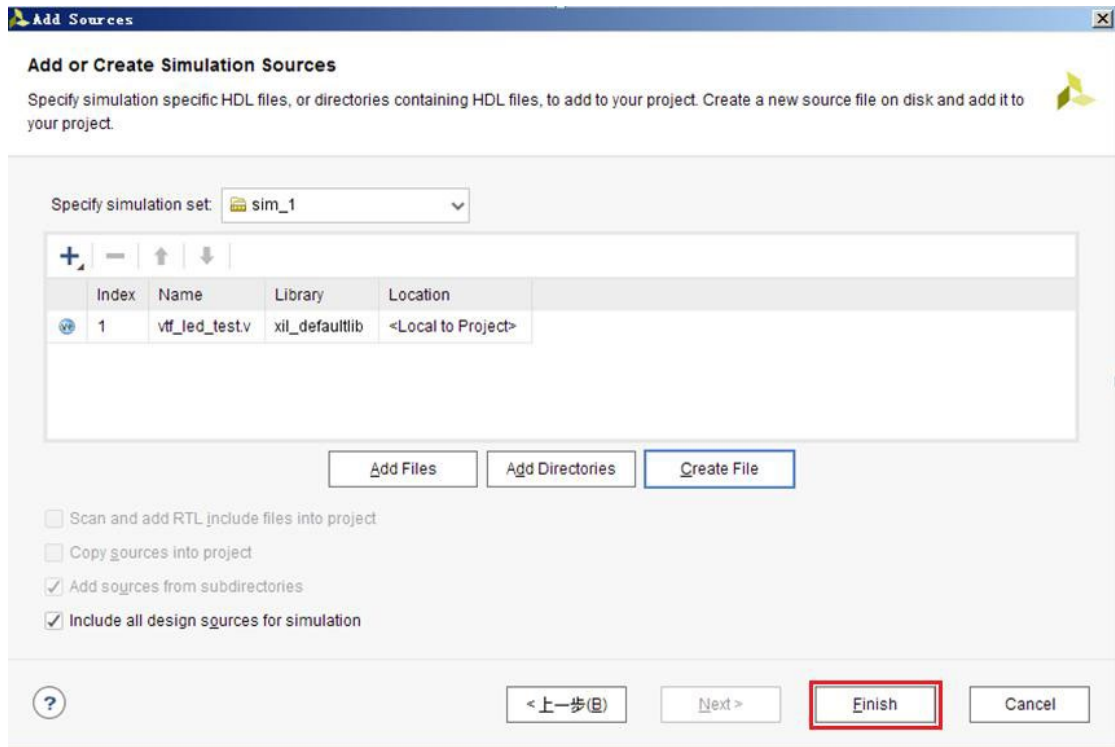 Add Sources
Add or Create Simulation Sources
Specify simulation specific HDL files, or directories containing HDL files, to add to your project. Create a new source file on disk and add it to
your project.
Specify simulation set: sim_1
Index Name Library Location
1 vtf_led_test.v xil_defaultlib <Local to Project>
Add Files Add Directories Create File
Scan and add RTL include files into project
Copy sources into project
Add sources from subdirectories
Include all design sources for simulation
? <上一步(B) Next > Finish Cancel